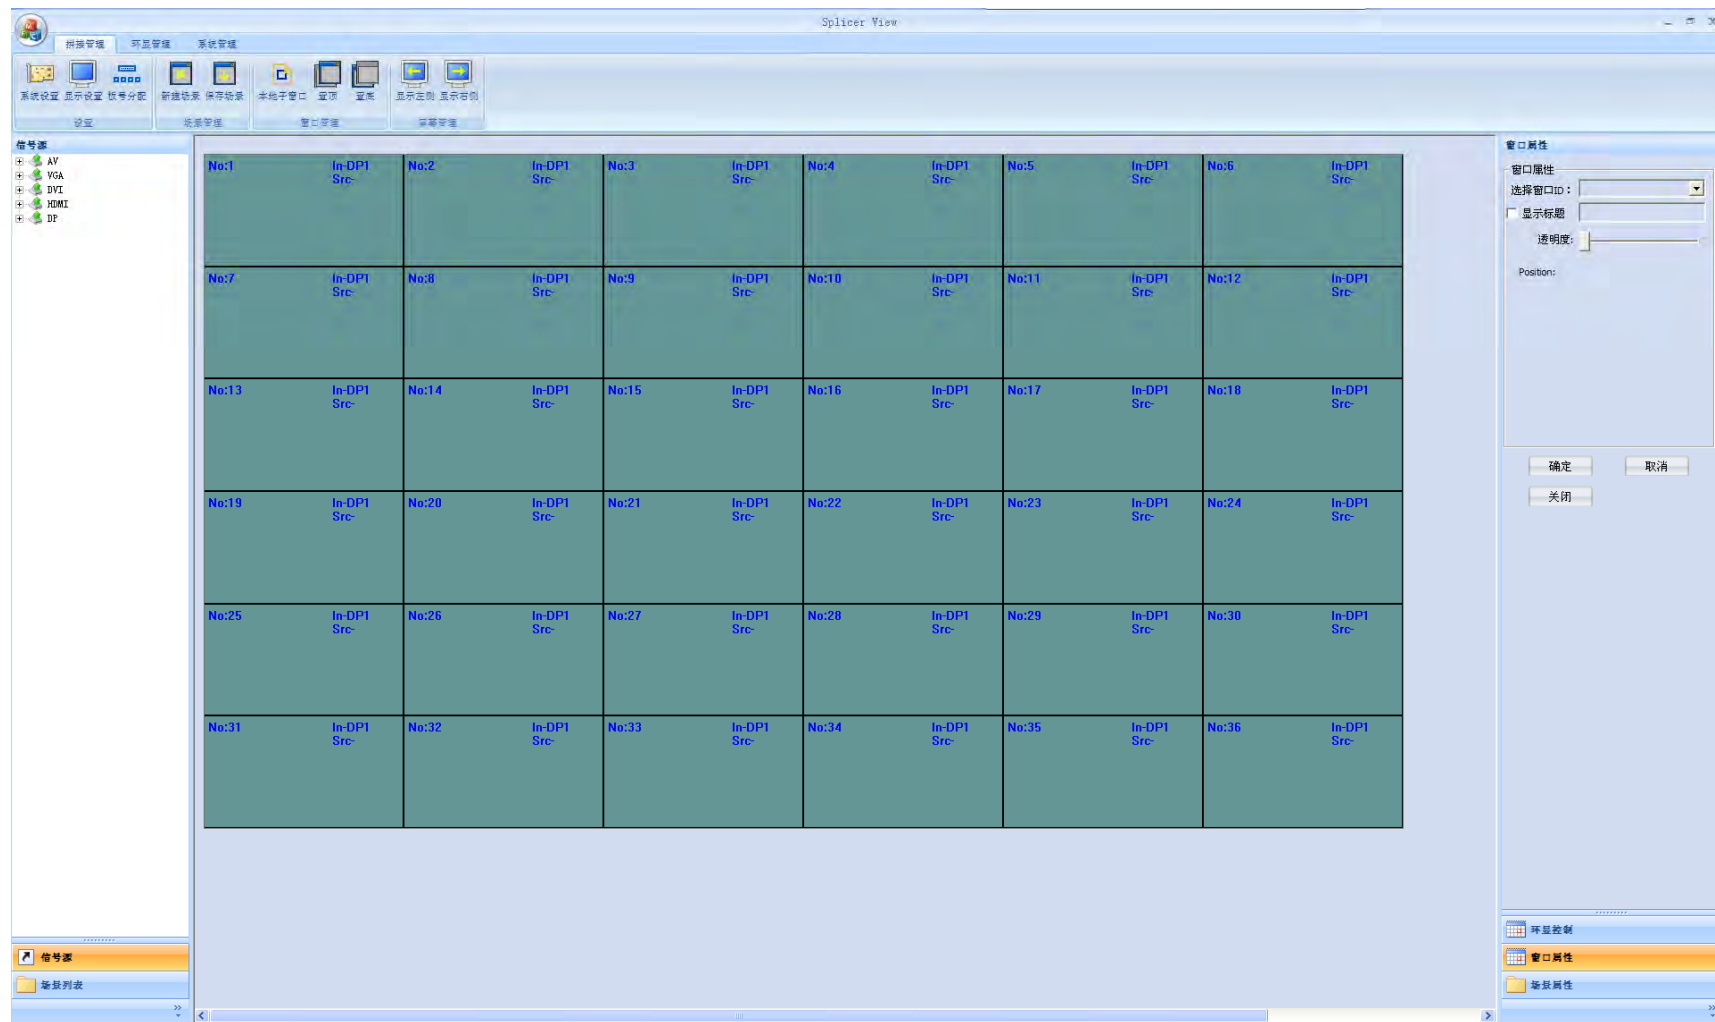 Splicer View
拼接管理 环显管理 系统管理
系统设置 显示设置 板号分配 新建场景 保存场景 本地子窗口 置顶 置底 显示左侧 显示右侧
设置 场景管理 窗口管理 屏幕管理
信号源
AV
VGA
DVI
HDMI
DP
No:1 In-DP1 No:2 In-DP1 No:3 In-DP1 No:4 In-DP1 No:5 In-DP1 No:6 In-DP1
Src- Src- Src- Src- Src- Src-
No:7 In-DP1 No:8 In-DP1 No:9 In-DP1 No:10 In-DP1 No:11 In-DP1 No:12 In-DP1
Src- Src- Src- Src- Src- Src-
No:13 In-DP1 No:14 In-DP1 No:15 In-DP1 No:16 In-DP1 No:17 In-DP1 No:18 In-DP1
Src- Src- Src- Src- Src- Src-
No:19 In-DP1 No:20 In-DP1 No:21 In-DP1 No:22 In-DP1 No:23 In-DP1 No:24 In-DP1
Src- Src- Src- Src- Src- Src-
No:25 In-DP1 No:26 In-DP1 No:27 In-DP1 No:28 In-DP1 No:29 In-DP1 No:30 In-DP1
Src- Src- Src- Src- Src- Src-
No:31 In-DP1 No:32 In-DP1 No:33 In-DP1 No:34 In-DP1 No:35 In-DP1 No:36 In-DP1
Src- Src- Src- Src- Src- Src-
窗口属性
窗口属性
选择窗口ID：
显示标题
透明度:
Position:
确定 取消
关闭
信号源
场景列表
环显控制
窗口属性
场景属性